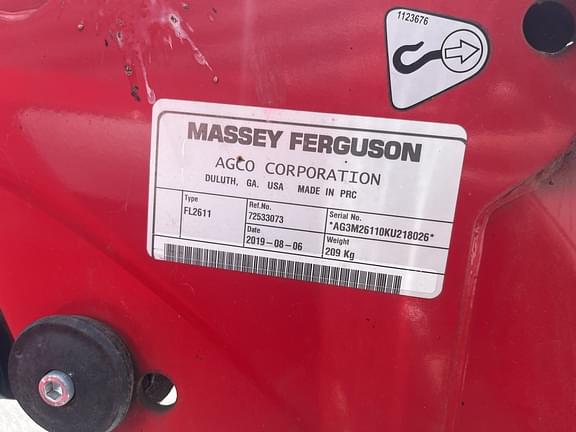 1123676
MASSEY FERGUSON
AGCO CORPORATION
DULUTH, GA. USA MADE IN PRC
Type
FL2611
Ref.No.
72533073
Serial No.
*AG3M26110KU218026*
Date
2019-08-06
Weight
209 Kg